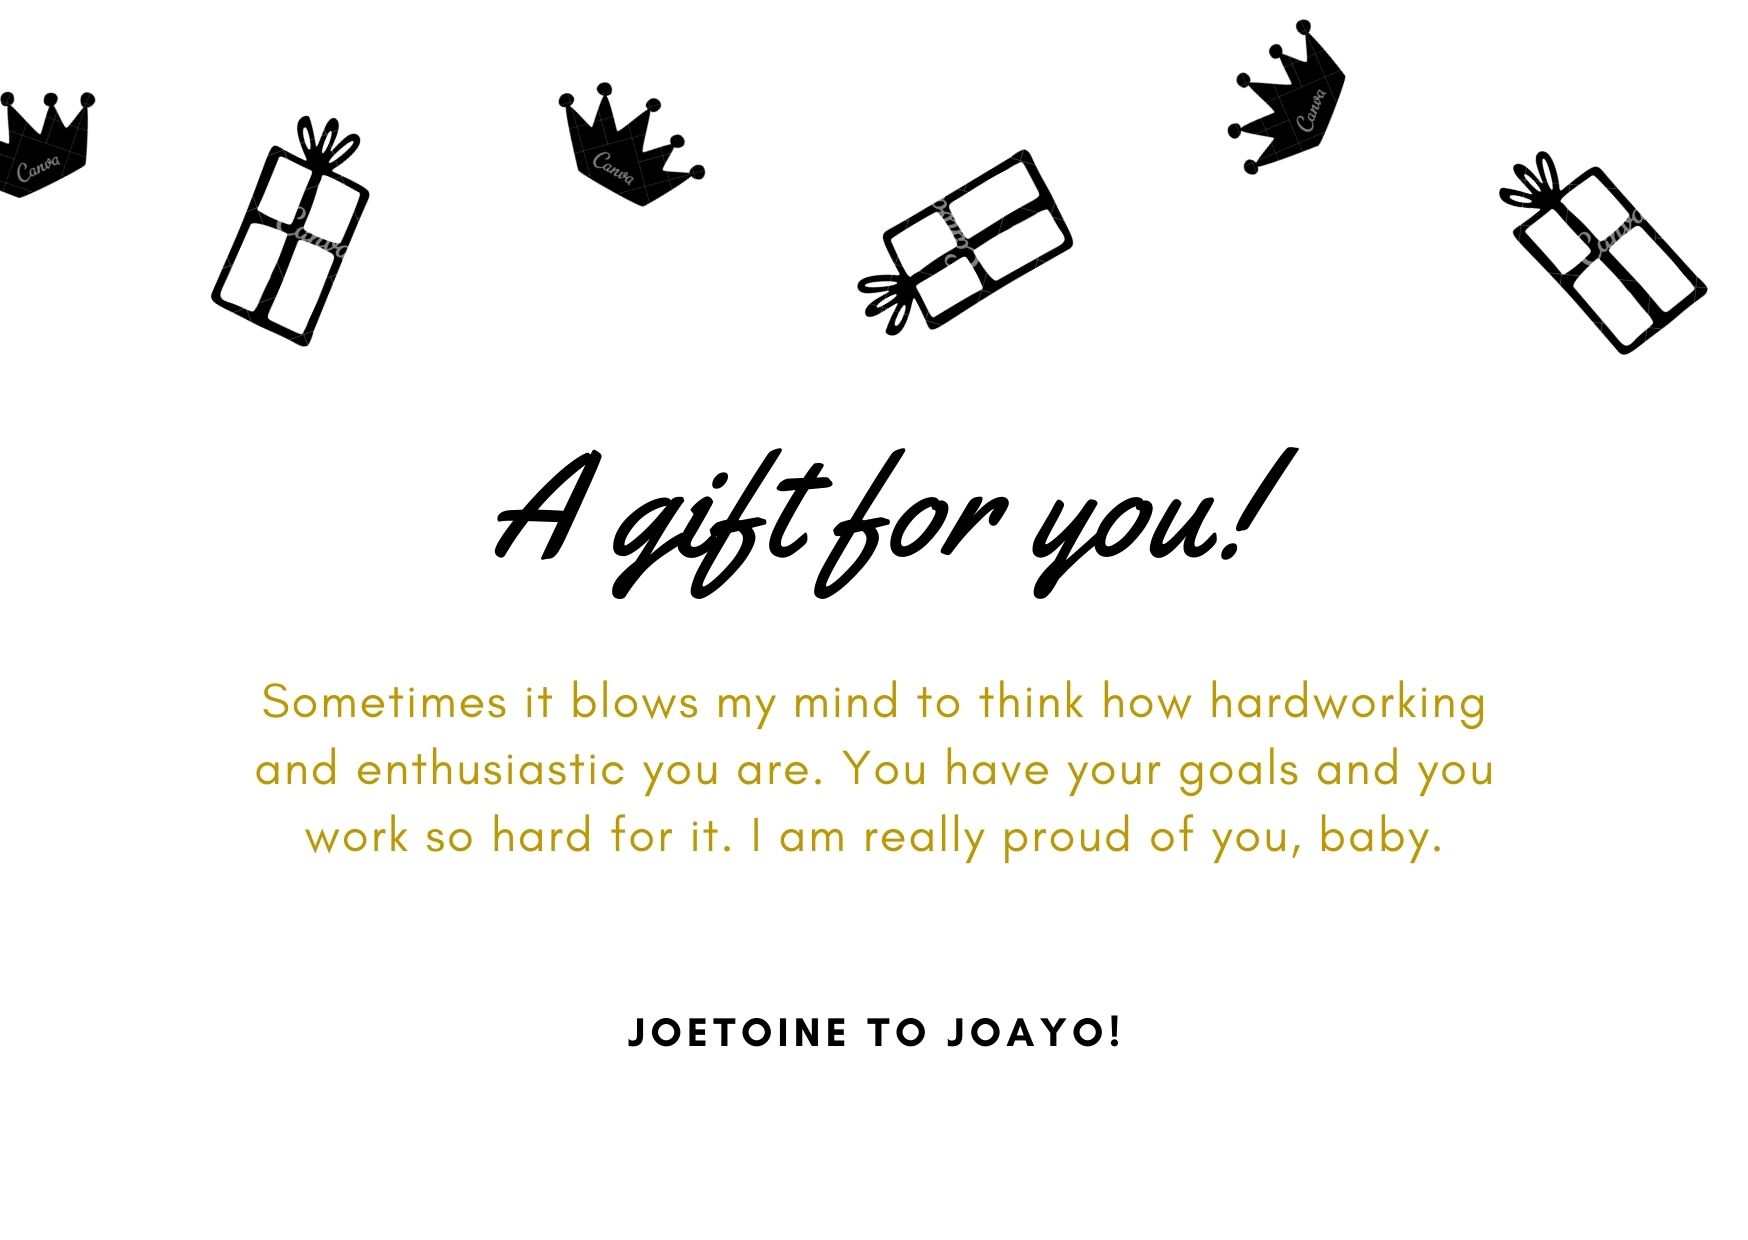 Canva
Canva
Canva
Canva
Canva
Canva
A gift for you!
Sometimes it blows my mind to think how hardworking
and enthusiastic you are. You have your goals and you
work so hard for it. I am really proud of you, baby.
JOETOINE TO JOAYO!